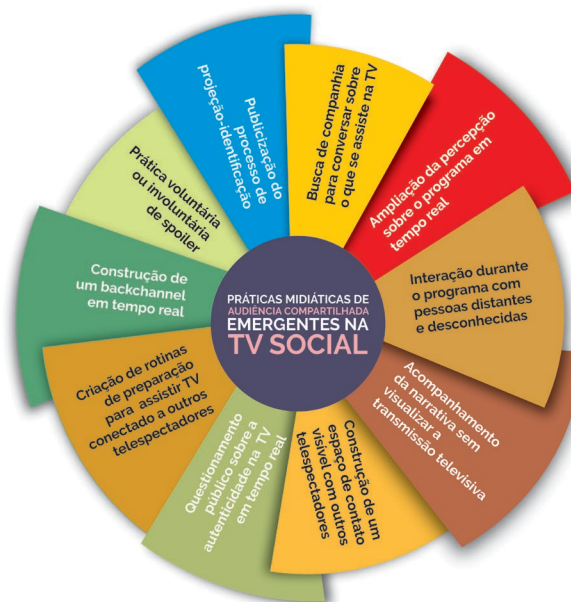 PRÁTICAS MIDIÁTICAS DE
AUDIÊNCIA COMPARTILHADA
EMERGENTES NA
TV SOCIAL
Busca de companhia
para conversar sobre
o que se assiste na TV
Ampliação da percepção
sobre o programa em
tempo real
Interação durante
o programa com
pessoas distantes
e desconhecidas
Acompanhamento
da narrativa sem
visualizar a
transmissão televisiva
Construção de um
espaço de contato
visível com outros
telespectadores
Questionamento
público sobre a
autenticidade na TV
em tempo real
Criação de rotinas
de preparação
para assistir TV
conectado a outros
telespectadores
Construção de
um backchannel
em tempo real
Prática voluntária
ou involuntária
de spoiler
Publicização do
processo de
projeção-identificação